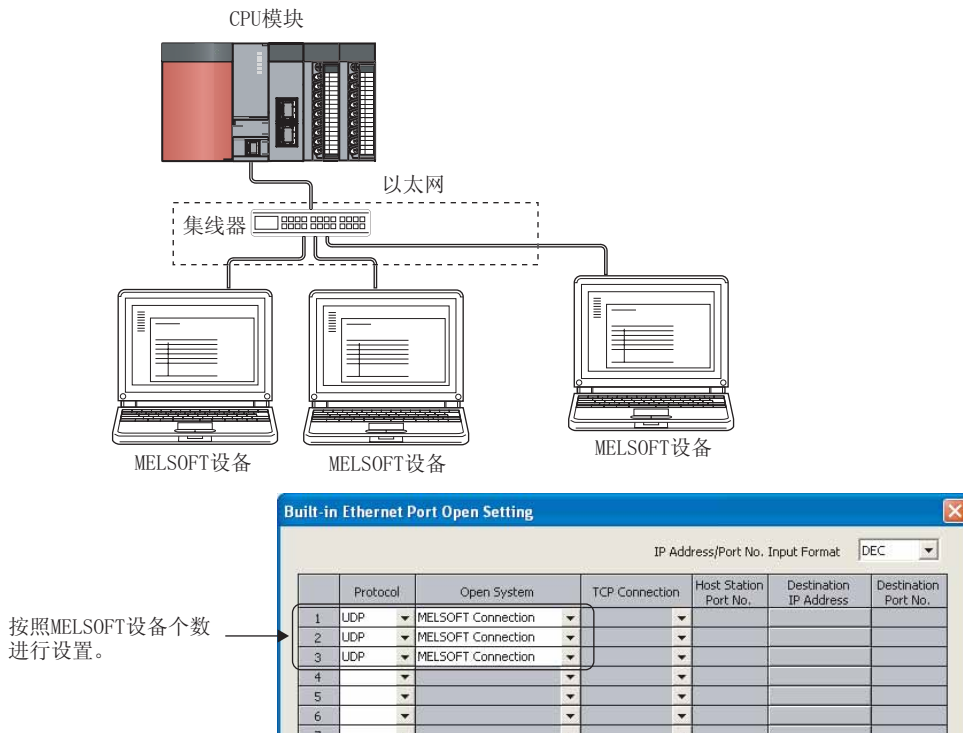 CPU模块
以太网
集线器
MELSOFT设备
MELSOFT设备
MELSOFT设备
Built-in Ethernet Port Open Setting
IP Address/Port No. Input Format DEC
Protocol Open System TCP Connection Host Station Port No. Destination IP Address Destination Port No.
1 UDP MELSOFT Connection
2 UDP MELSOFT Connection
3 UDP MELSOFT Connection
4
5
6
按照MELSOFT设备个数
进行设置。